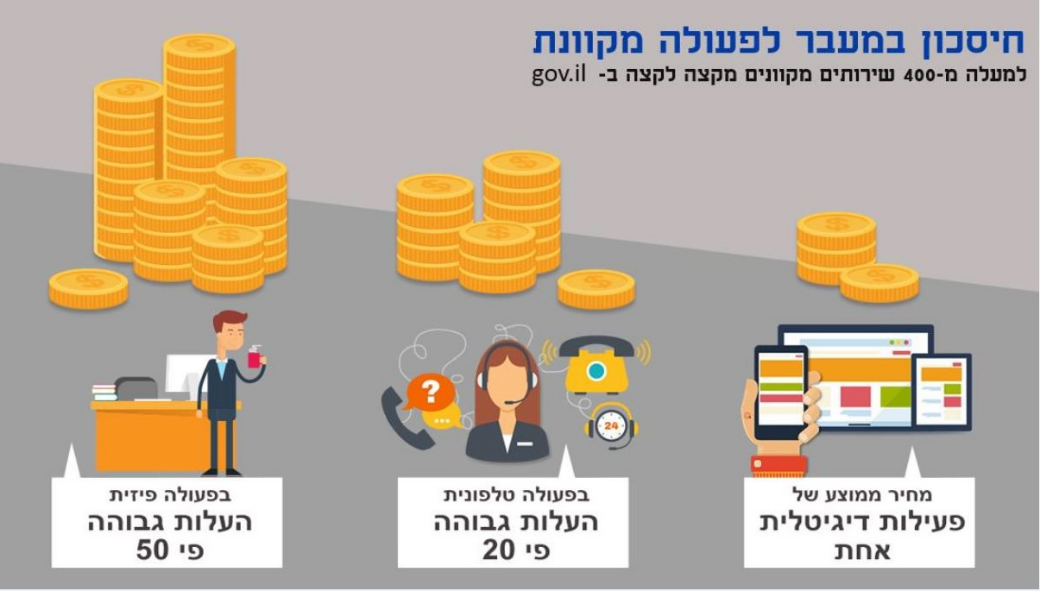 חיסכון במעבר לפעולה מקוונת
למעלה מ-400 שירותים מקוונים מקצה לקצה ב- gov.il
?
...
24
מחיר ממוצע של
פעילות דיגיטלית
אחת
בפעולה טלפונית
העלות גבוהה
פי 20
בפעולה פיזית
העלות גבוהה
פי 50